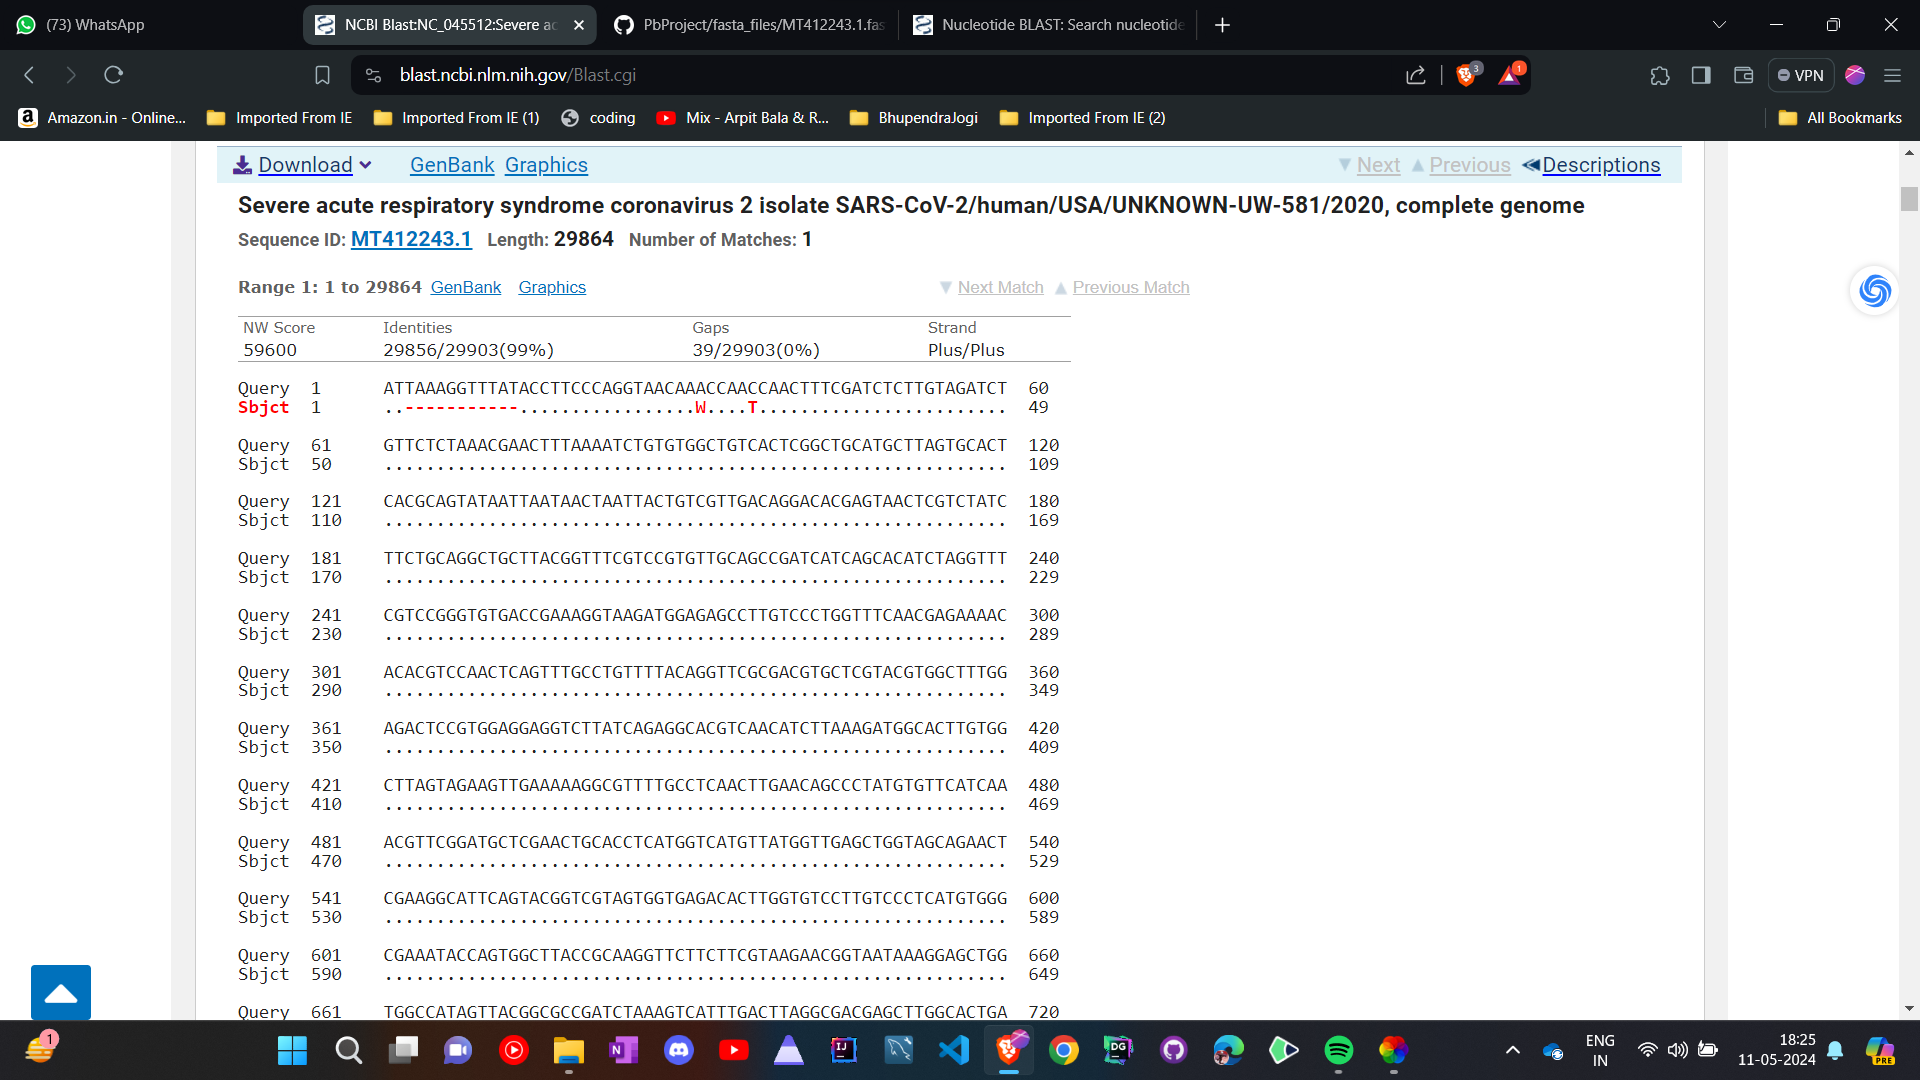 (73) WhatsApp
NCBI Blast:NC_045512:Severe ac
PbProject/fasta_files/MT412243.1.fas
Nucleotide BLAST: Search nucleotide
blast.ncbi.nlm.nih.gov/Blast.cgi
3
1
VPN
Amazon.in - Online...
Imported From IE
Imported From IE (1)
coding
Mix - Arpit Bala & R...
BhupendraJogi
Imported From IE (2)
All Bookmarks
Download GenBank Graphics Next Previous Descriptions
Severe acute respiratory syndrome coronavirus 2 isolate SARS-CoV-2/human/USA/UNKNOWN-UW-581/2020, complete genome
Sequence ID: MT412243.1 Length: 29864 Number of Matches: 1
Range 1: 1 to 29864 GenBank Graphics Next Match Previous Match
NW Score Identities Gaps Strand
59600 29856/29903(99%) 39/29903(0%) Plus/Plus
Query 1 ATTAAAGGTTTATACCTTCCCAGGTAACAAACCAACCAACTTTCGATCTCTTGTAGATCT 60
Sbjct 1 ..-----------.................W....T........................ 49
Query 61 GTTCTCTAAACGAACTTTAAAATCTGTGTGGCTGTCACTCGGCTGCATGCTTAGTGCACT 120
Sbjct 50 ............................................................ 109
Query 121 CACGCAGTATAATTAATAACTAATTACTGTCGTTGACAGGACACGAGTAACTCGTCTATC 180
Sbjct 110 ............................................................ 169
Query 181 TTCTGCAGGCTGCTTACGGTTTCGTCCGTGTTGCAGCCGATCATCAGCACATCTAGGTTT 240
Sbjct 170 ............................................................ 229
Query 241 CGTCCGGGTGTGACCGAAAGGTAAGATGGAGAGCCTTGTCCCTGGTTTCAACGAGAAAAC 300
Sbjct 230 ............................................................ 289
Query 301 ACACGTCCAACTCAGTTTGCCTGTTTTACAGGTTCGCGACGTGCTCGTACGTGGCTTTGG 360
Sbjct 290 ............................................................ 349
Query 361 AGACTCCGTGGAGGAGGTCTTATCAGAGGCACGTCAACATCTTAAAGATGGCACTTGTGG 420
Sbjct 350 ............................................................ 409
Query 421 CTTAGTAGAAGTTGAAAAAGGCGTTTTGCCTCAACTTGAACAGCCCTATGTGTTCATCAA 480
Sbjct 410 ............................................................ 469
Query 481 ACGTTCGGATGCTCGAACTGCACCTCATGGTCATGTTATGGTTGAGCTGGTAGCAGAACT 540
Sbjct 470 ............................................................ 529
Query 541 CGAAGGCATTCAGTACGGTCGTAGTGGTGAGACACTTGGTGTCCTTGTCCCTCATGTGGG 600
Sbjct 530 ............................................................ 589
Query 601 CGAAATACCAGTGGCTTACCGCAAGGTTCTTCTTCGTAAGAACGGTAATAAAGGAGCTGG 660
Sbjct 590 ............................................................ 649
Query 661 TGGCCATAGTTACGGCGCCGATCTAAAGTCATTTGACTTAGGCGACGAGCTTGGCACTGA 720
1
N
IJ
DG
ENG
IN
18:25
11-05-2024
PRE